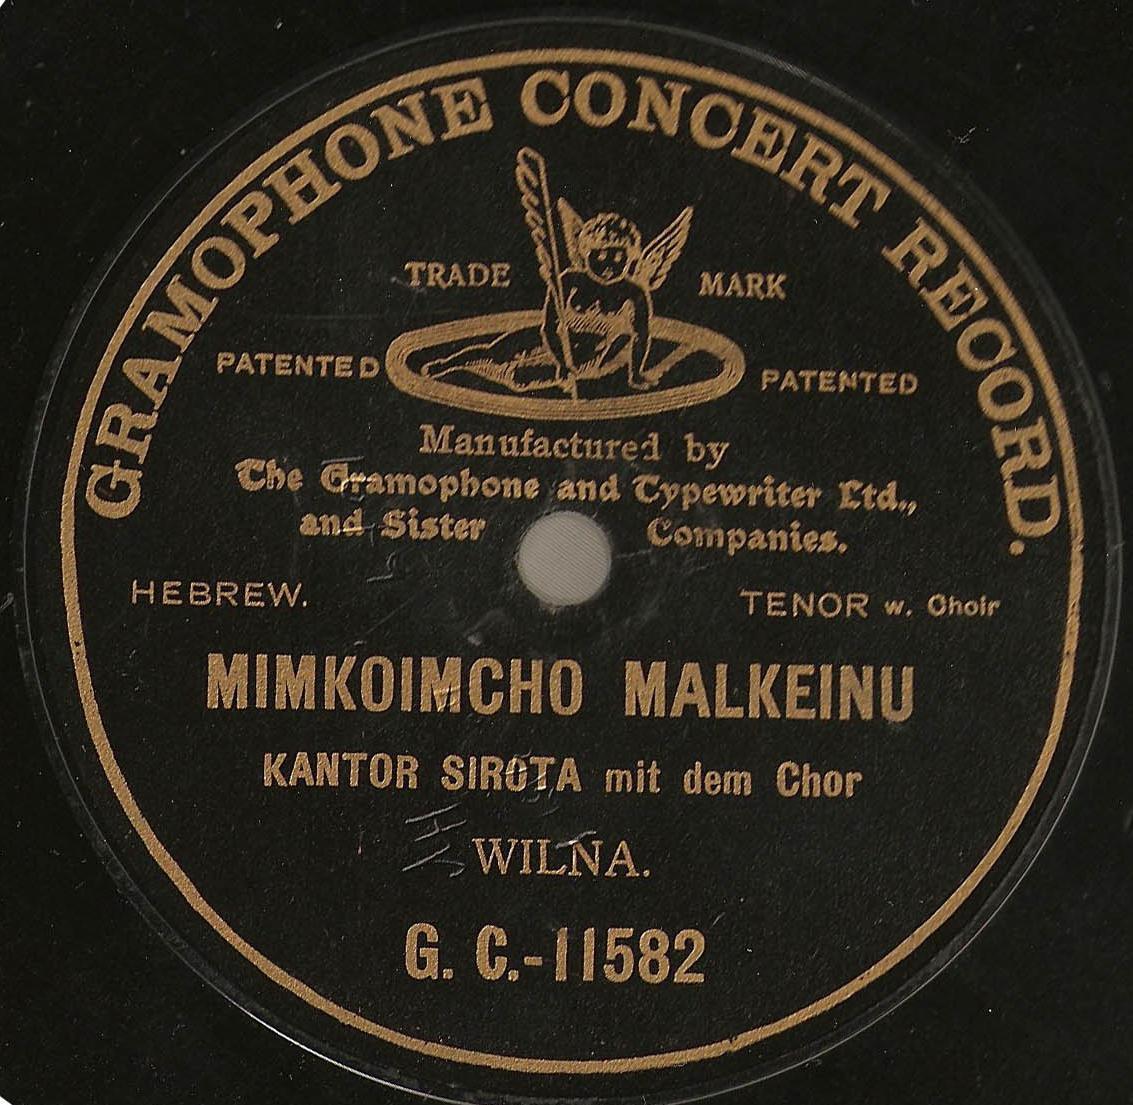 GRAMOPHONE CONCERT RECORD.
TRADE MARK
PATENTED PATENTED
Manufactured by
The Gramophone and Typewriter Ltd.,
and Sister Companies.
HEBREW. TENOR w. Choir
MIMKOIMCHO MALKEINU
KANTOR SIROTA mit dem Chor
WILNA.
G. C.-11582